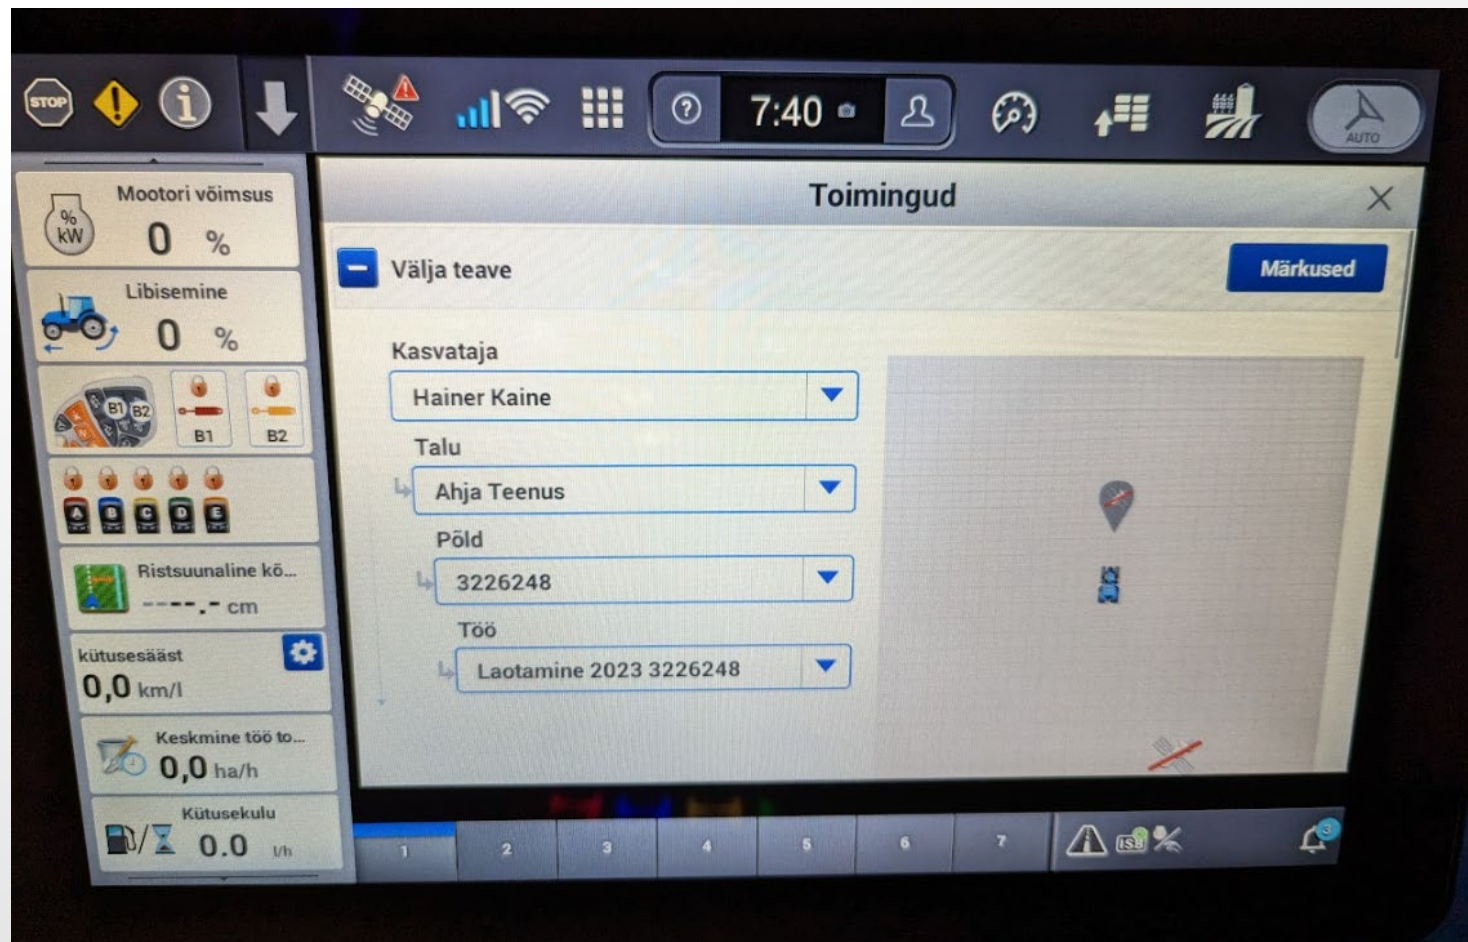 STOP
7:40
AUTO
Mootori võimsus
% kW
0 %
Libisemine
0 %
B1 B2
B1 B2
A B C D E
Ristsuunaline kõ...
----.- cm
kütusesääst
0,0 km/l
Keskmine töö to...
0,0 ha/h
Kütusekulu
0.0 l/h
Toimingud
Välja teave
Märkused
Kasvataja
Hainer Kaine
Talu
Ahja Teenus
Põld
3226248
Töö
Laotamine 2023 3226248
1 2 3 4 5 6 7
ISB
3